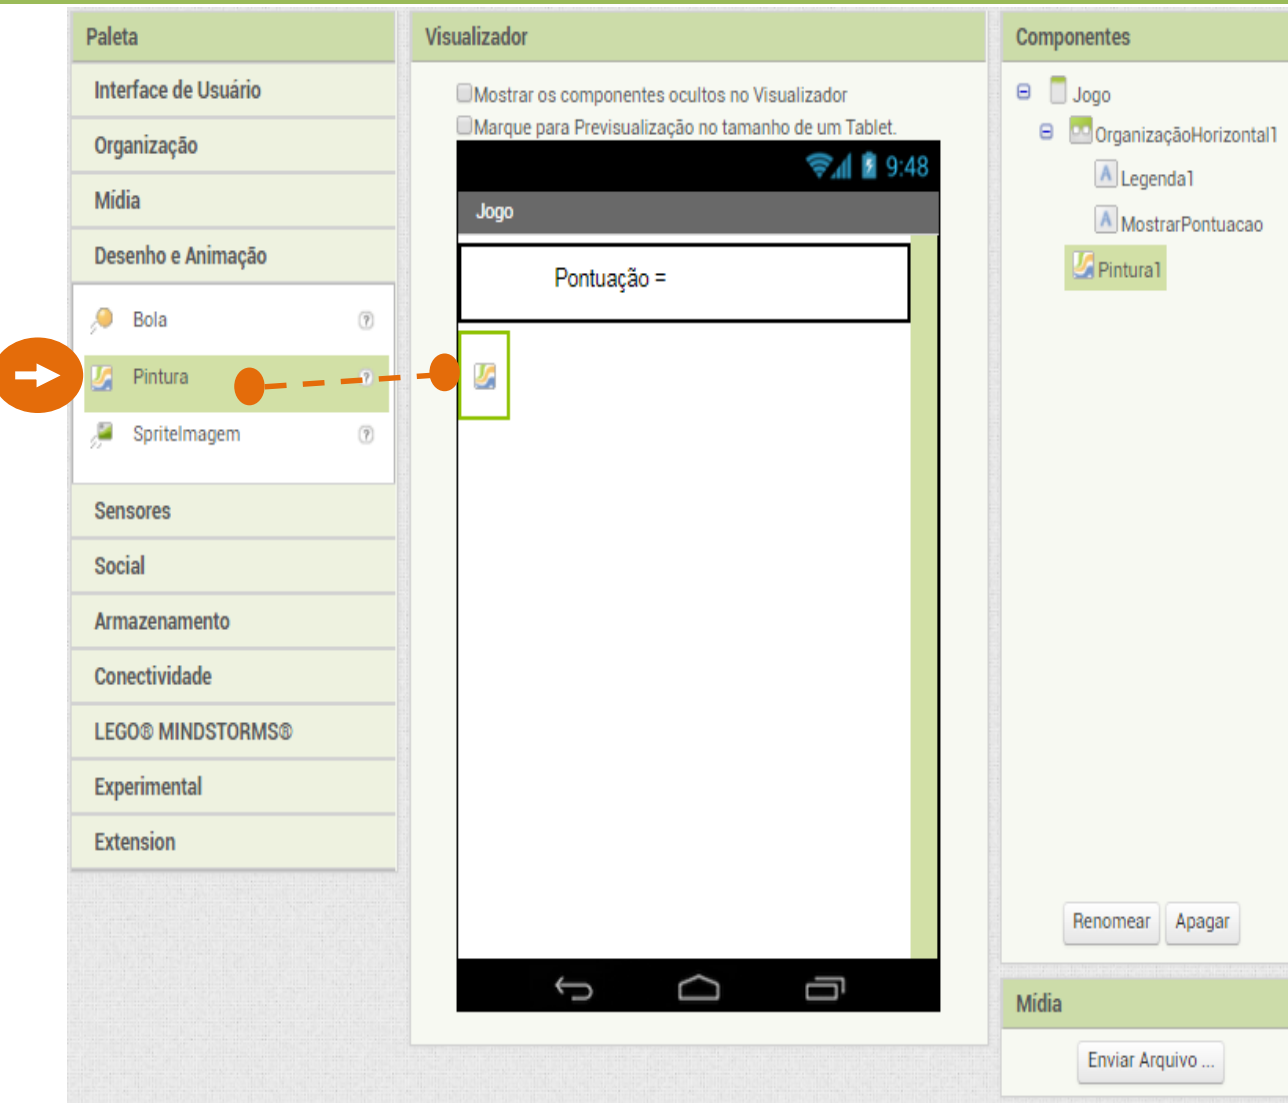 Paleta
Interface de Usuário
Organização
Mídia
Desenho e Animação
Bola
?
Pintura
?
SpriteImagem
?
Sensores
Social
Armazenamento
Conectividade
LEGO® MINDSTORMS®
Experimental
Extension
Visualizador
Mostrar os componentes ocultos no Visualizador
Marque para Previsualização no tamanho de um Tablet.
9:48
Jogo
Pontuação =
Componentes
Jogo
OrganizaçãoHorizontal1
A Legenda1
A MostrarPontuacao
Pintura1
Renomear Apagar
Mídia
Enviar Arquivo ...